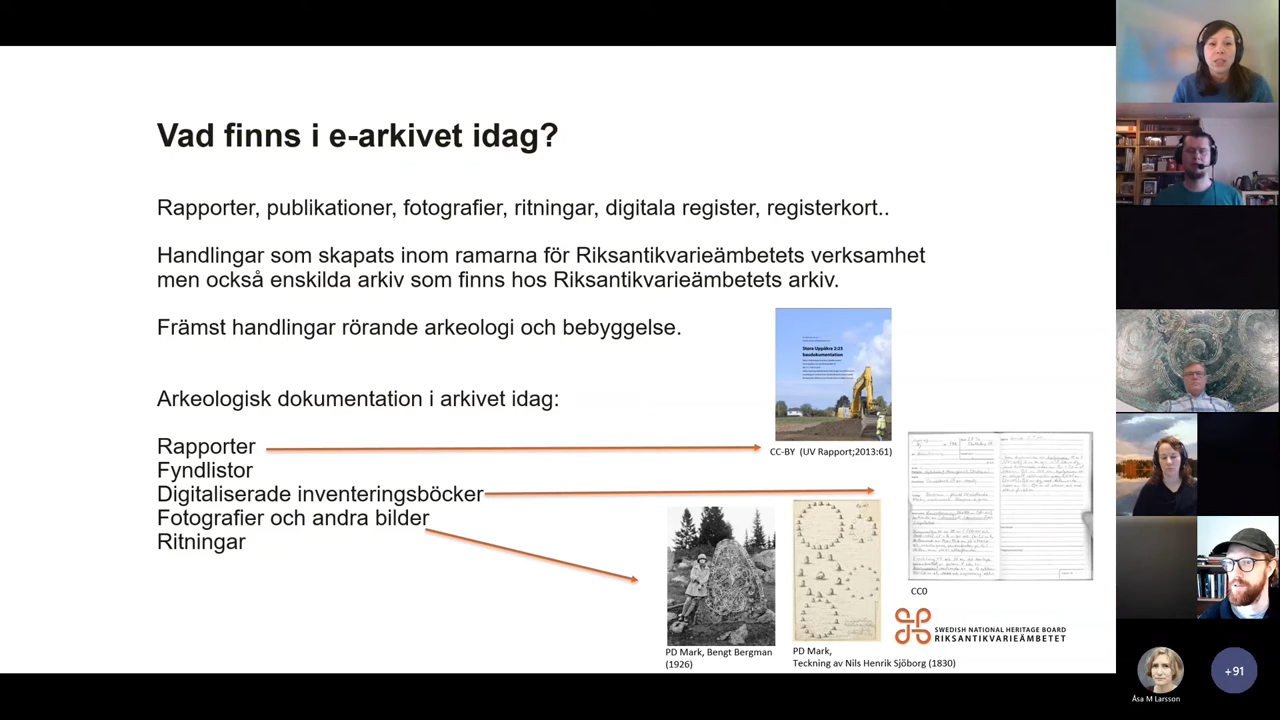 Vad finns i e-arkivet idag?
Rapporter, publikationer, fotografier, ritningar, digitala register, registerkort..
Handlingar som skapats inom ramarna för Riksantikvarieämbetets verksamhet
men också enskilda arkiv som finns hos Riksantikvarieämbetets arkiv.
Främst handlingar rörande arkeologi och bebyggelse.
Arkeologisk dokumentation i arkivet idag:
Rapporter
Fyndlistor
Digitaliserade inventeringsböcker
Fotografier och andra bilder
Ritningar
Stora Uppåkra 2:25
CC-BY (UV Rapport;2013:61)
CC0
PD Mark, Bengt Bergman
(1926)
PD Mark,
Teckning av Nils Henrik Sjöborg (1830)
SWEDISH NATIONAL HERITAGE BOARD
RIKSANTIKVARIEÄMBETET
Åsa M Larsson
+91